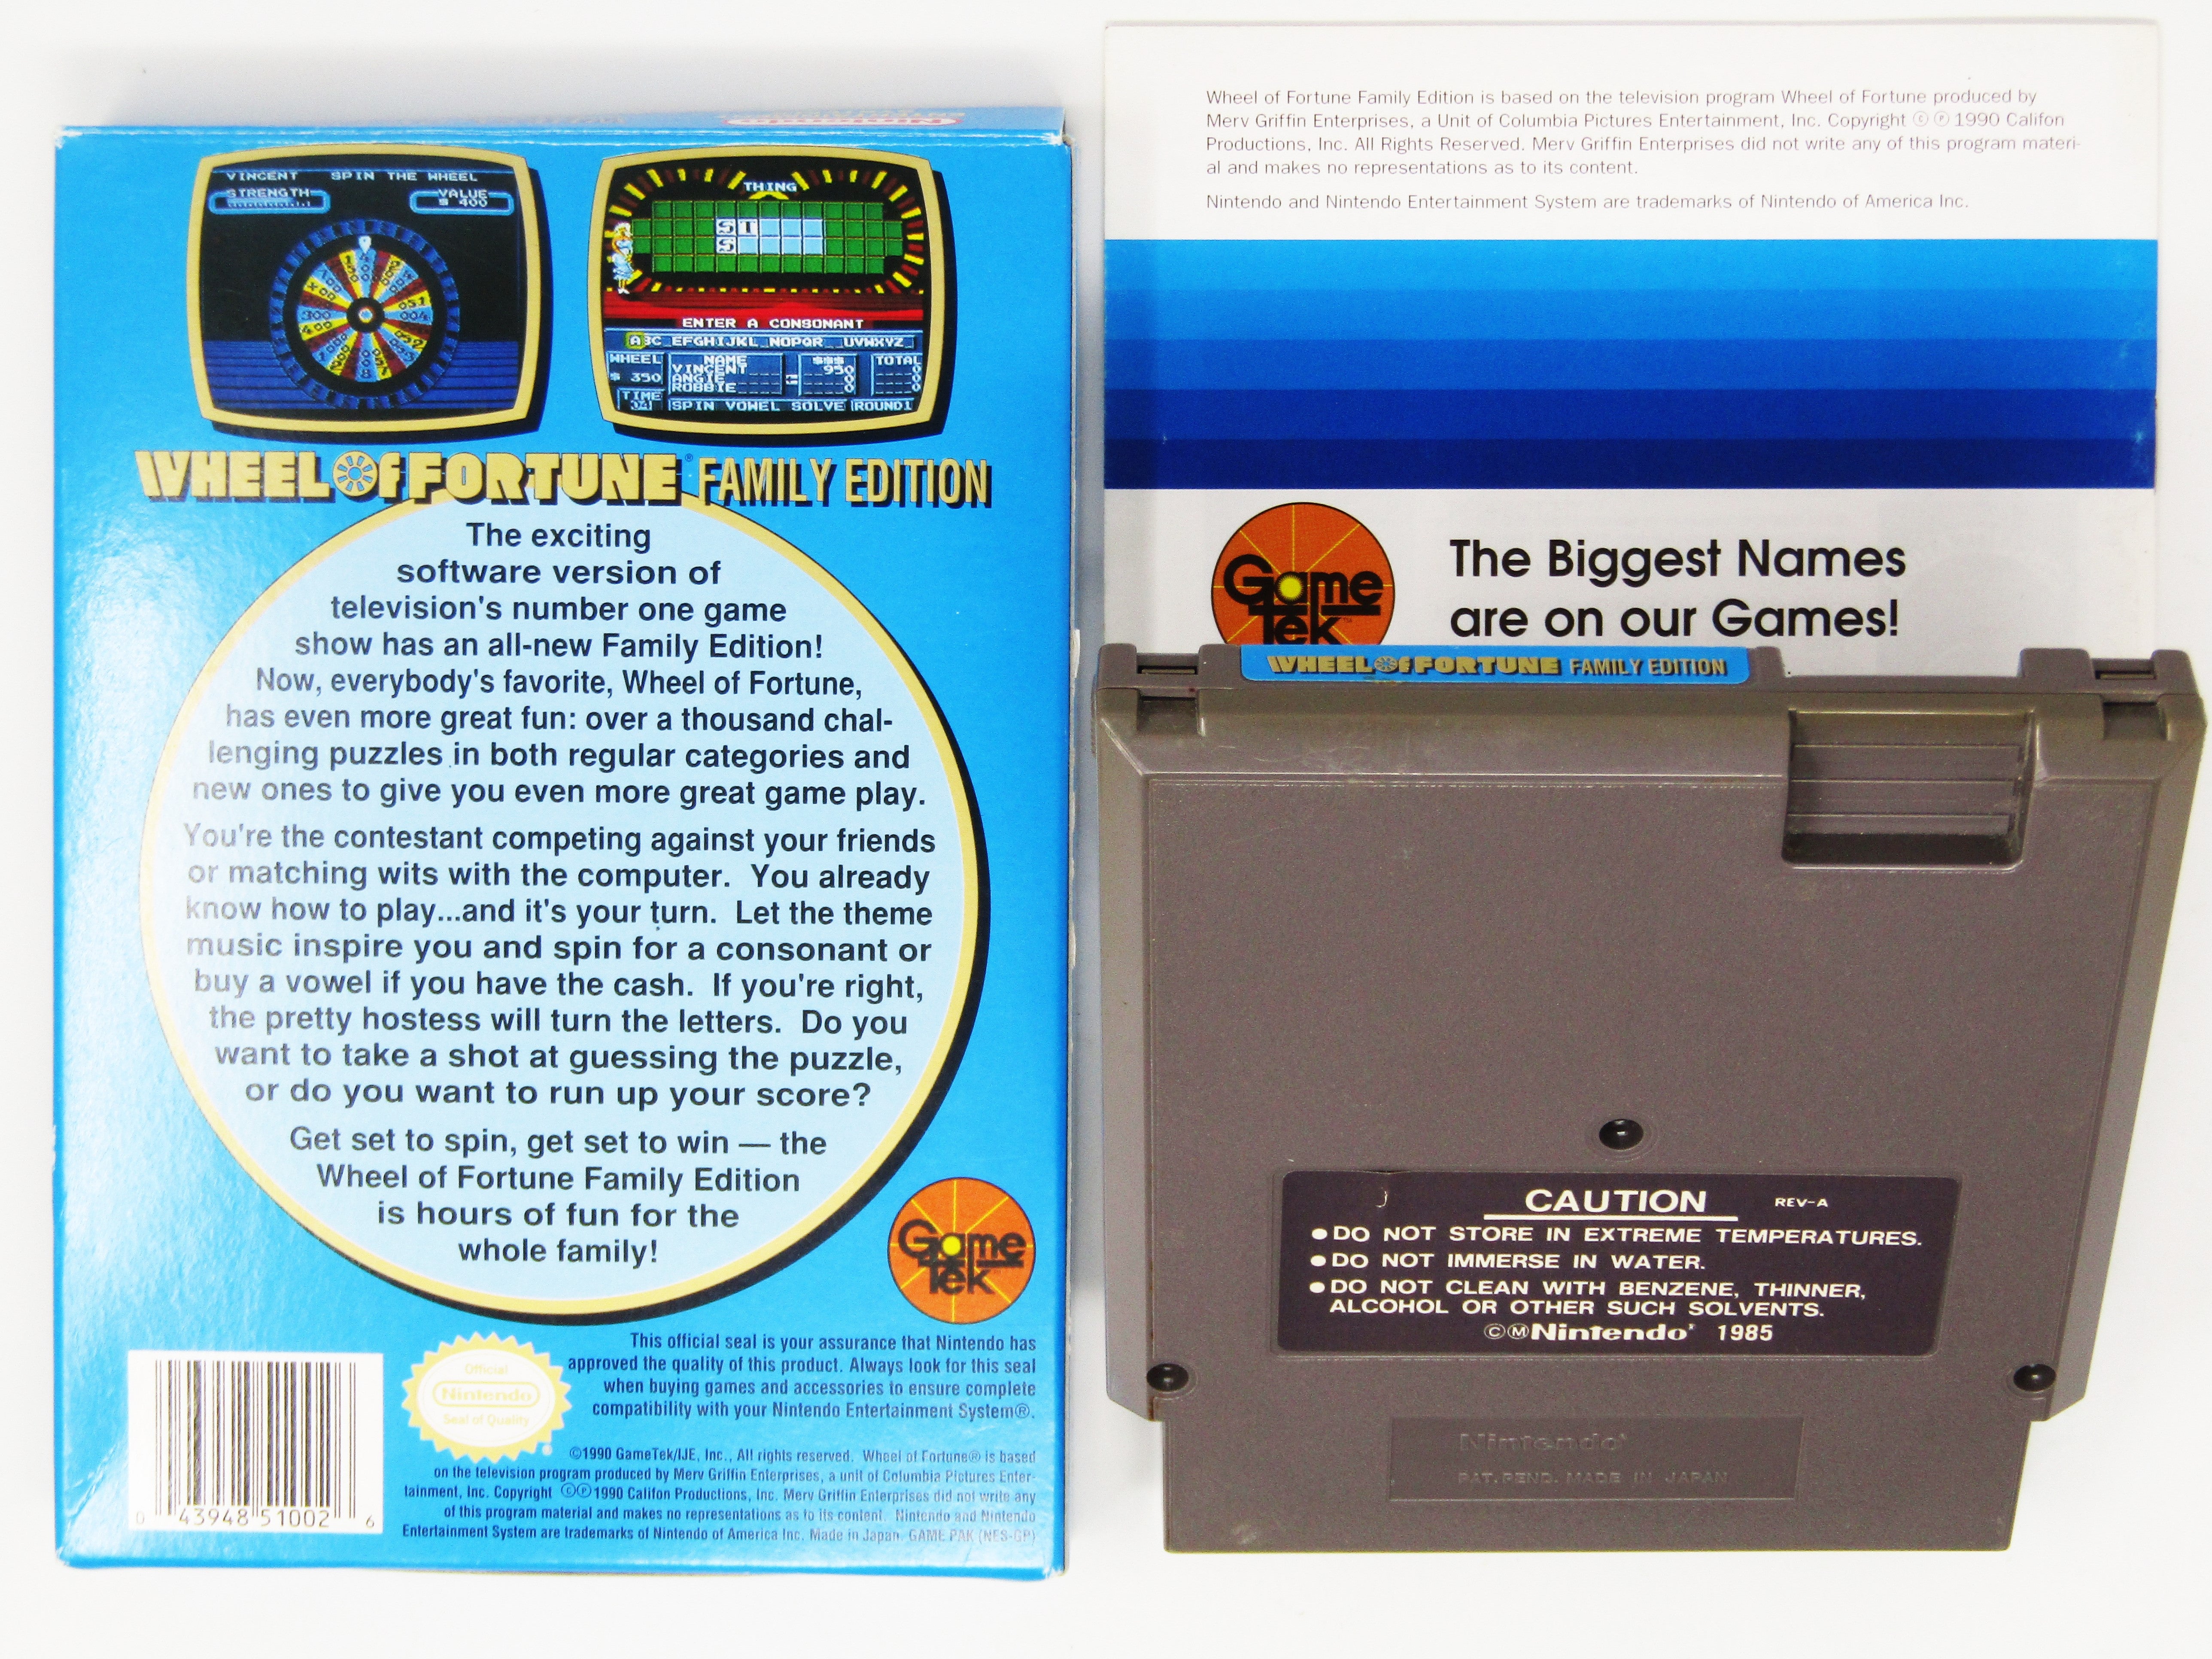 VINCENT SPIN THE WHEEL
STRENGTH
VALUE
$ 400
THING
ST
S
ENTER A CONSONANT
ABC_EFGHIJKL_NOPQR__UVWXYZ_
WHEEL NAME $$$ TOTAL
$ 350 VINCENT 950 0
ANGIE 0 0
ROBBIE 0 0
TIME
04 SPIN VOWEL SOLVE ROUND1
WHEEL OF FORTUNE® FAMILY EDITION
The exciting
software version of
television's number one game
show has an all-new Family Edition!
Now, everybody's favorite, Wheel of Fortune,
has even more great fun: over a thousand chal-
lenging puzzles in both regular categories and
new ones to give you even more great game play.
You're the contestant competing against your friends
or matching wits with the computer. You already
know how to play...and it's your turn. Let the theme
music inspire you and spin for a consonant or
buy a vowel if you have the cash. If you're right,
the pretty hostess will turn the letters. Do you
want to take a shot at guessing the puzzle,
or do you want to run up your score?
Get set to spin, get set to win — the
Wheel of Fortune Family Edition
is hours of fun for the
whole family!
Game
Tek
This official seal is your assurance that Nintendo has
approved the quality of this product. Always look for this seal
when buying games and accessories to ensure complete
compatibility with your Nintendo Entertainment System®.
Official
Nintendo
Seal of Quality
©1990 GameTek/IJE, Inc., All rights reserved. Wheel of Fortune® is based
on the television program produced by Merv Griffin Enterprises, a unit of Columbia Pictures Enter-
tainment, Inc. Copyright ©℗1990 Califon Productions, Inc. Merv Griffin Enterprises did not write any
of this program material and makes no representations as to its content. Nintendo and Nintendo
Entertainment System are trademarks of Nintendo of America Inc. Made in Japan. GAME PAK (NES-GP)
0 43948 51002 6
Wheel of Fortune Family Edition is based on the television program Wheel of Fortune produced by
Merv Griffin Enterprises, a Unit of Columbia Pictures Entertainment, Inc. Copyright © ℗ 1990 Califon
Productions, Inc. All Rights Reserved. Merv Griffin Enterprises did not write any of this program materi-
al and makes no representations as to its content.
Nintendo and Nintendo Entertainment System are trademarks of Nintendo of America Inc.
Game
Tek™
The Biggest Names
are on our Games!
WHEEL OF FORTUNE FAMILY EDITION
CAUTION REV-A
●DO NOT STORE IN EXTREME TEMPERATURES.
●DO NOT IMMERSE IN WATER.
●DO NOT CLEAN WITH BENZENE, THINNER,
ALCOHOL OR OTHER SUCH SOLVENTS.
©Ⓜ Nintendo® 1985
Nintendo®
PAT. PEND. MADE IN JAPAN